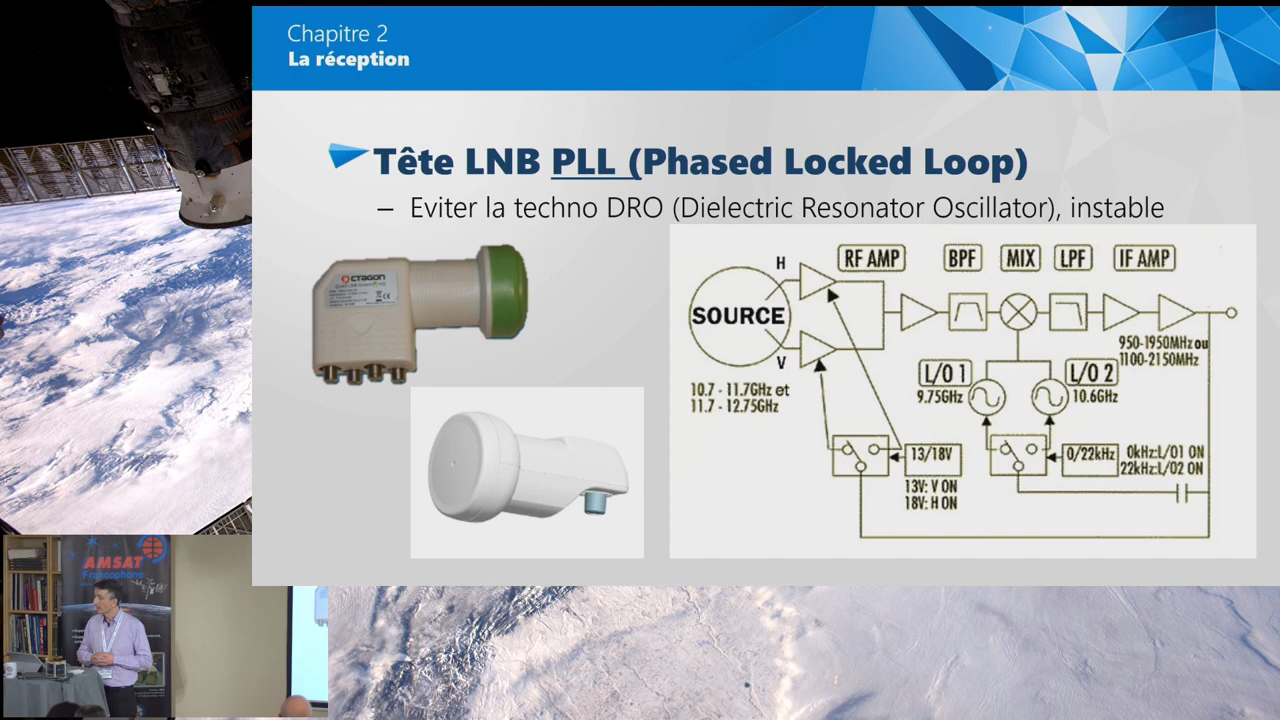 Chapitre 2
La réception
Tête LNB PLL (Phased Locked Loop)
– Eviter la techno DRO (Dielectric Resonator Oscillator), instable
OCTAGON
H
RF AMP
BPF
MIX
LPF
IF AMP
SOURCE
V
950-1950MHz ou
1100-2150MHz
L/O 1
9.75GHz
L/O 2
10.6GHz
10.7 - 11.7GHz et
11.7 - 12.75GHz
13/18V
13V: V ON
18V: H ON
0/22kHz
0kHz:L/O1 ON
22kHz:L/O2 ON
AMSAT
Francophone